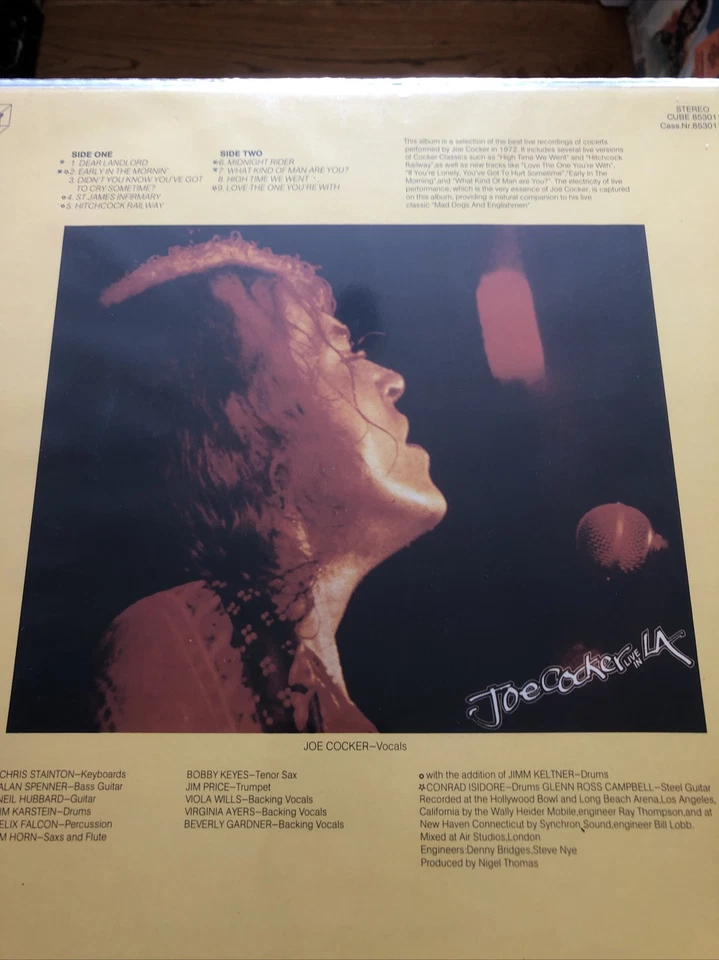 STEREO
CUBE 85301
Cass.Nr.85301
SIDE ONE
1. DEAR LANDLORD
2. EARLY IN THE MORNIN'
3. DIDN'T YOU KNOW YOU'VE GOT
TO CRY SOMETIME?
4. ST.JAMES INFIRMARY
5. HITCHCOCK RAILWAY
SIDE TWO
6. MIDNIGHT RIDER
7. WHAT KIND OF MAN ARE YOU?
8. HIGH TIME WE WENT
9. LOVE THE ONE YOU'RE WITH
This album is a selection of the best live recordings of cocerts
performed by Joe Cocker in 1972. It includes several live versions
of Cocker Classics such as "High Time We Went" and "Hitchcock
Railway" as well as new tracks like "Love The One You're With",
"If You're Lonely, You've Got To Hurt Sometime","Early In The
Morning",and "What Kind Of Man are You?". The electricity of live
performance, which is the very essence of Joe Cocker, is captured
on this album, providing a natural companion to his live
classic "Mad Dogs And Englishmen".
Joe Cocker LIVE IN LA
JOE COCKER–Vocals
CHRIS STAINTON–Keyboards
ALAN SPENNER–Bass Guitar
NEIL HUBBARD–Guitar
IM KARSTEIN–Drums
ELIX FALCON–Percussion
M HORN–Saxs and Flute
BOBBY KEYES–Tenor Sax
JIM PRICE–Trumpet
VIOLA WILLS–Backing Vocals
VIRGINIA AYERS–Backing Vocals
BEVERLY GARDNER–Backing Vocals
with the addition of JIMM KELTNER–Drums
CONRAD ISIDORE–Drums GLENN ROSS CAMPBELL–Steel Guitar
Recorded at the Hollywood Bowl and Long Beach Arena,Los Angeles,
California by the Wally Heider Mobile,engineer Ray Thompson,and at
New Haven Connecticut by Synchron Sound,engineer Bill Lobb.
Mixed at Air Studios,London
Engineers:Denny Bridges,Steve Nye
Produced by Nigel Thomas